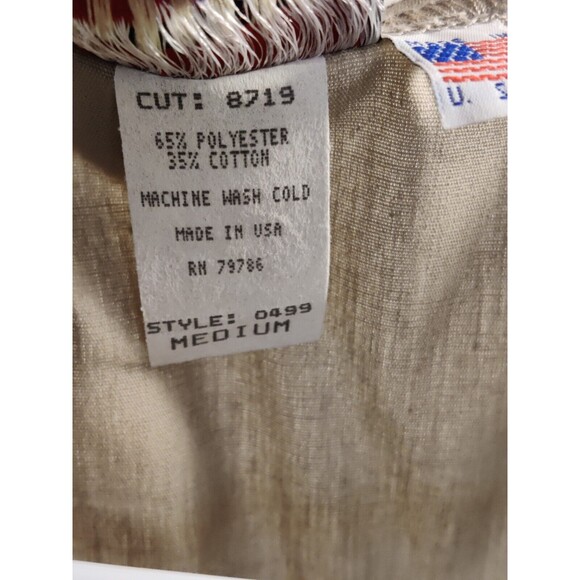 CUT: 8719
65% POLYESTER
35% COTTON
MACHINE WASH COLD
MADE IN USA
RN 79786
STYLE: 0499
MEDIUM
U. S